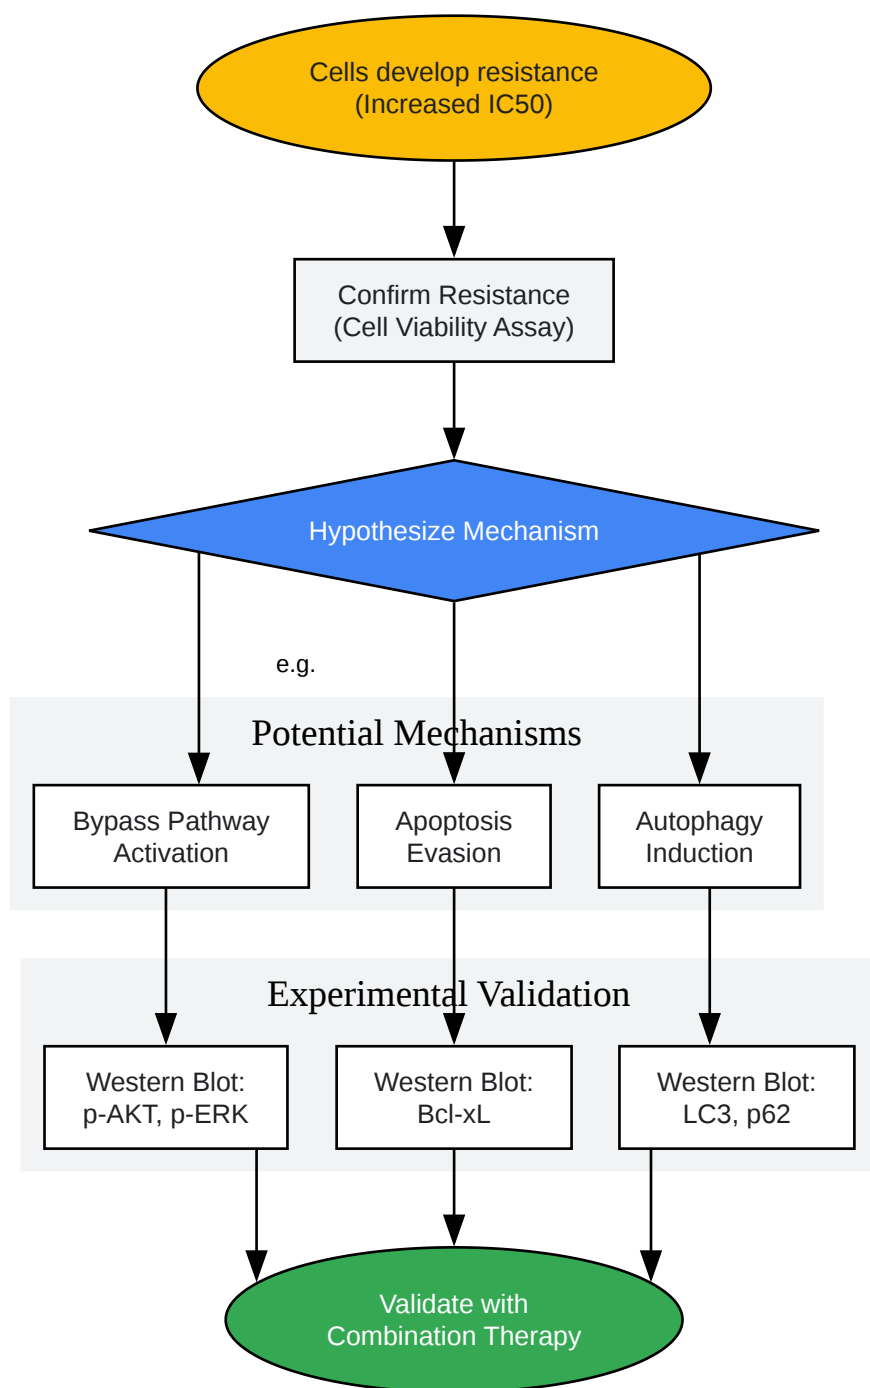 Cells develop resistance
(Increased IC50)
Confirm Resistance
(Cell Viability Assay)
Hypothesize Mechanism
e.g.
Potential Mechanisms
Bypass Pathway
Activation
Apoptosis
Evasion
Autophagy
Induction
Experimental Validation
Western Blot:
p-AKT, p-ERK
Western Blot:
Bcl-xL
Western Blot:
LC3, p62
Validate with
Combination Therapy